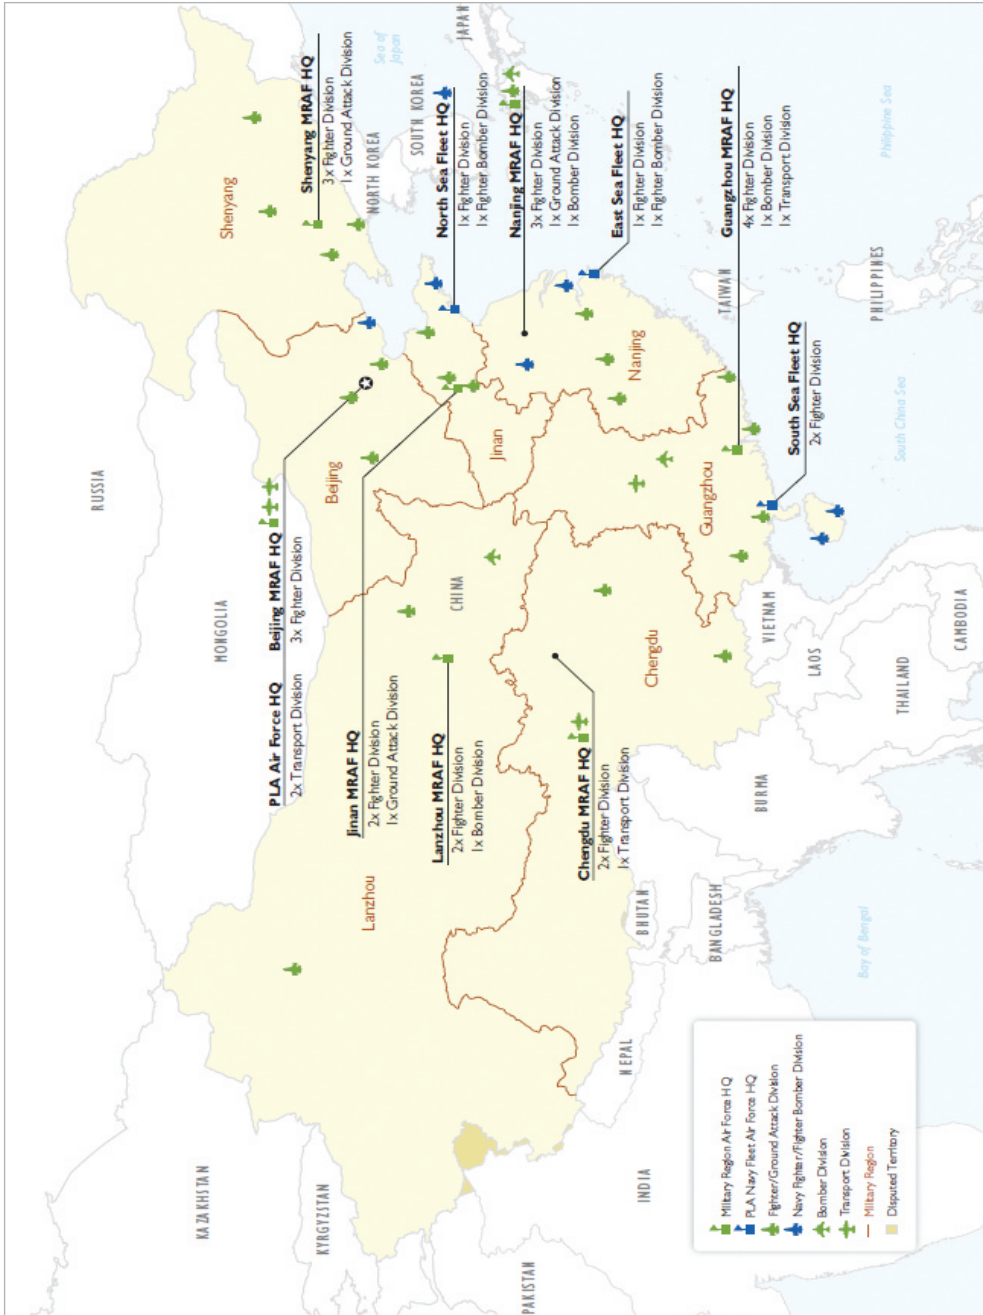 RUSSIA
MONGOLIA
KAZAKHSTAN
KYRGYZSTAN
PAKISTAN
INDIA
NEPAL
BHUTAN
BANGLADESH
BURMA
THAILAND
LAOS
VIETNAM
CAMBODIA
PHILIPPINES
TAIWAN
CHINA
NORTH KOREA
SOUTH KOREA
JAPAN
Sea of
Japan
Philippine Sea
South China Sea
Bay of Bengal
Shenyang
Beijing
Jinan
Nanjing
Guangzhou
Chengdu
Lanzhou
PLA Air Force HQ
2x Transport Division
Beijing MRAF HQ
3x Fighter Division
Shenyang MRAF HQ
3x Fighter Division
1x Ground Attack Division
Jinan MRAF HQ
2x Fighter Division
1x Ground Attack Division
Lanzhou MRAF HQ
2x Fighter Division
1x Bomber Division
Chengdu MRAF HQ
2x Fighter Division
1x Transport Division
North Sea Fleet HQ
1x Fighter Division
1x Fighter Bomber Division
Nanjing MRAF HQ
3x Fighter Division
1x Ground Attack Division
1x Bomber Division
East Sea Fleet HQ
1x Fighter Division
1x Fighter Bomber Division
Guangzhou MRAF HQ
4x Fighter Division
1x Bomber Division
1x Transport Division
South Sea Fleet HQ
2x Fighter Division
Military Region Air Force HQ
PLA Navy Fleet Air Force HQ
Fighter/Ground Attack Division
Navy Fighter/Fighter Bomber Division
Bomber Division
Transport Division
Military Region
Disputed Territory